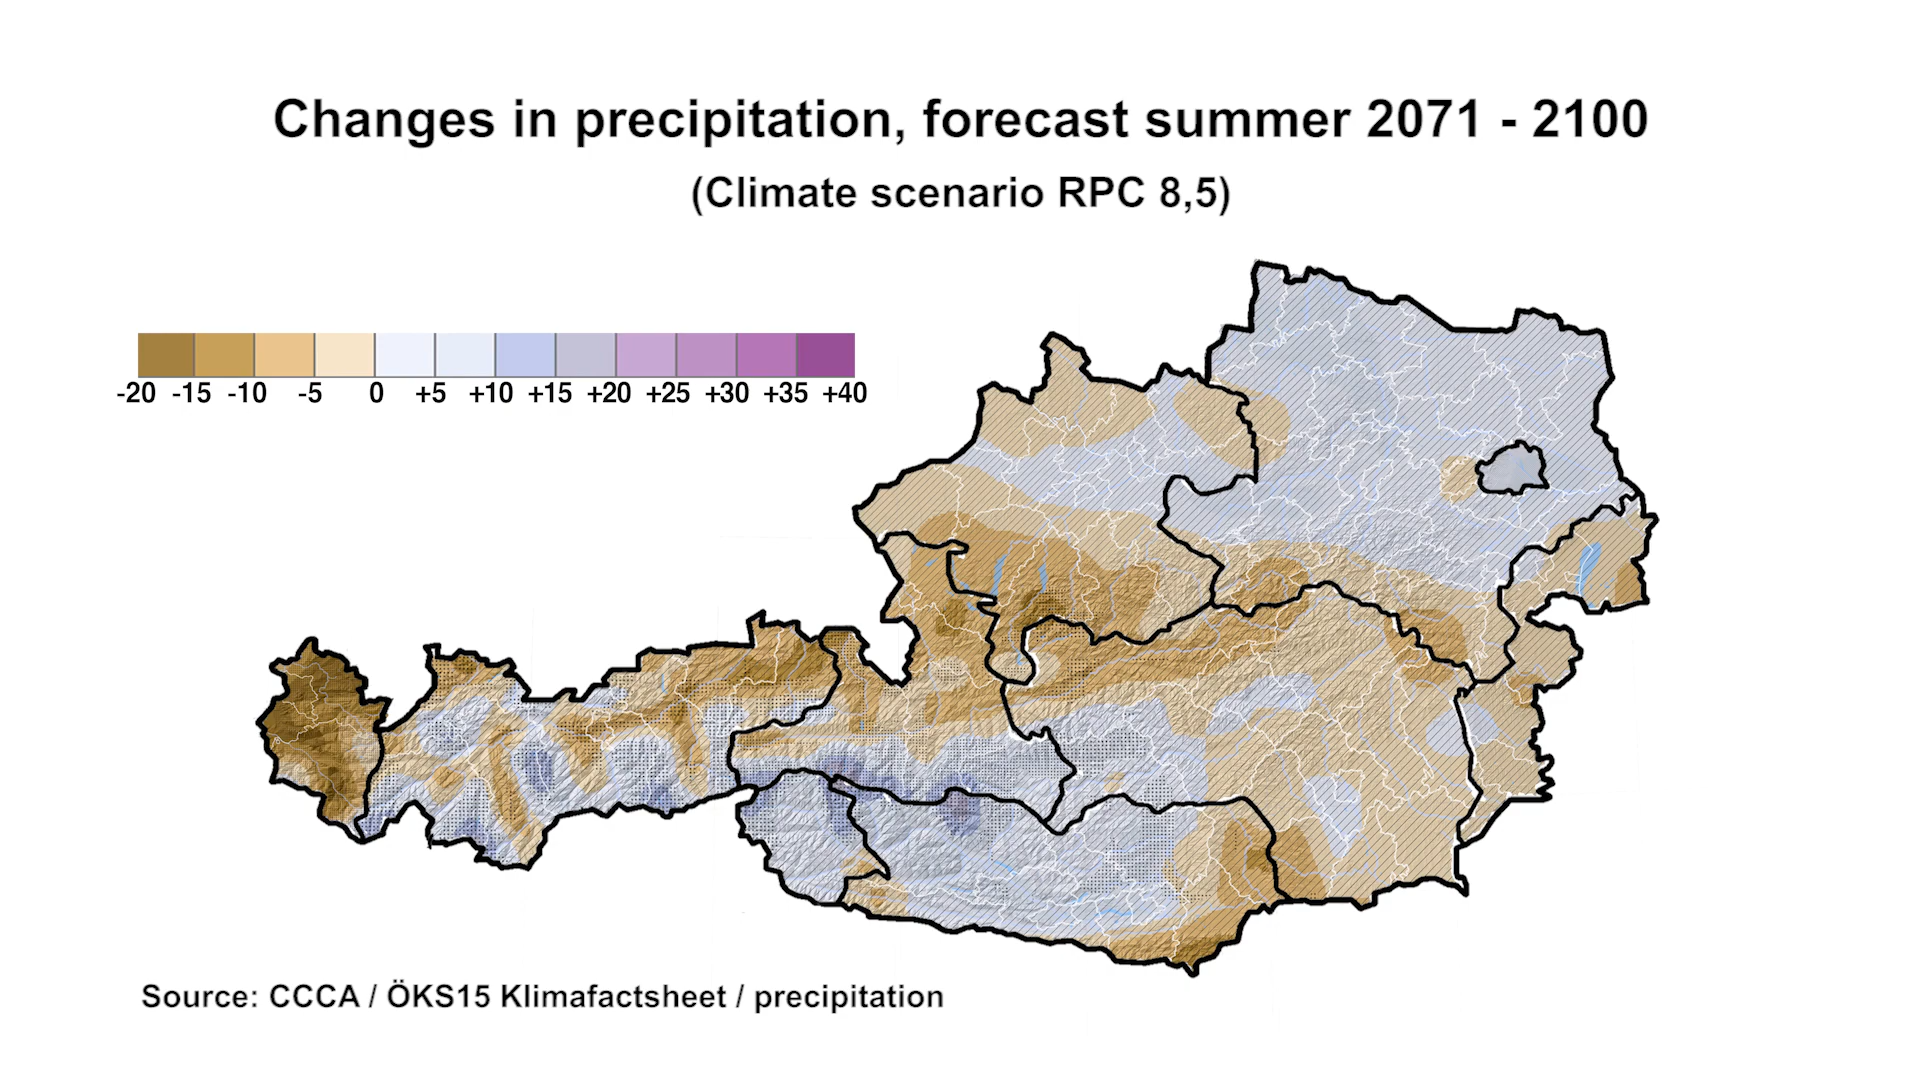 Changes in precipitation, forecast summer 2071 - 2100
(Climate scenario RPC 8,5)
-20 -15 -10 -5 0 +5 +10 +15 +20 +25 +30 +35 +40
Source: CCCA / ÖKS15 Klimafactsheet / precipitation